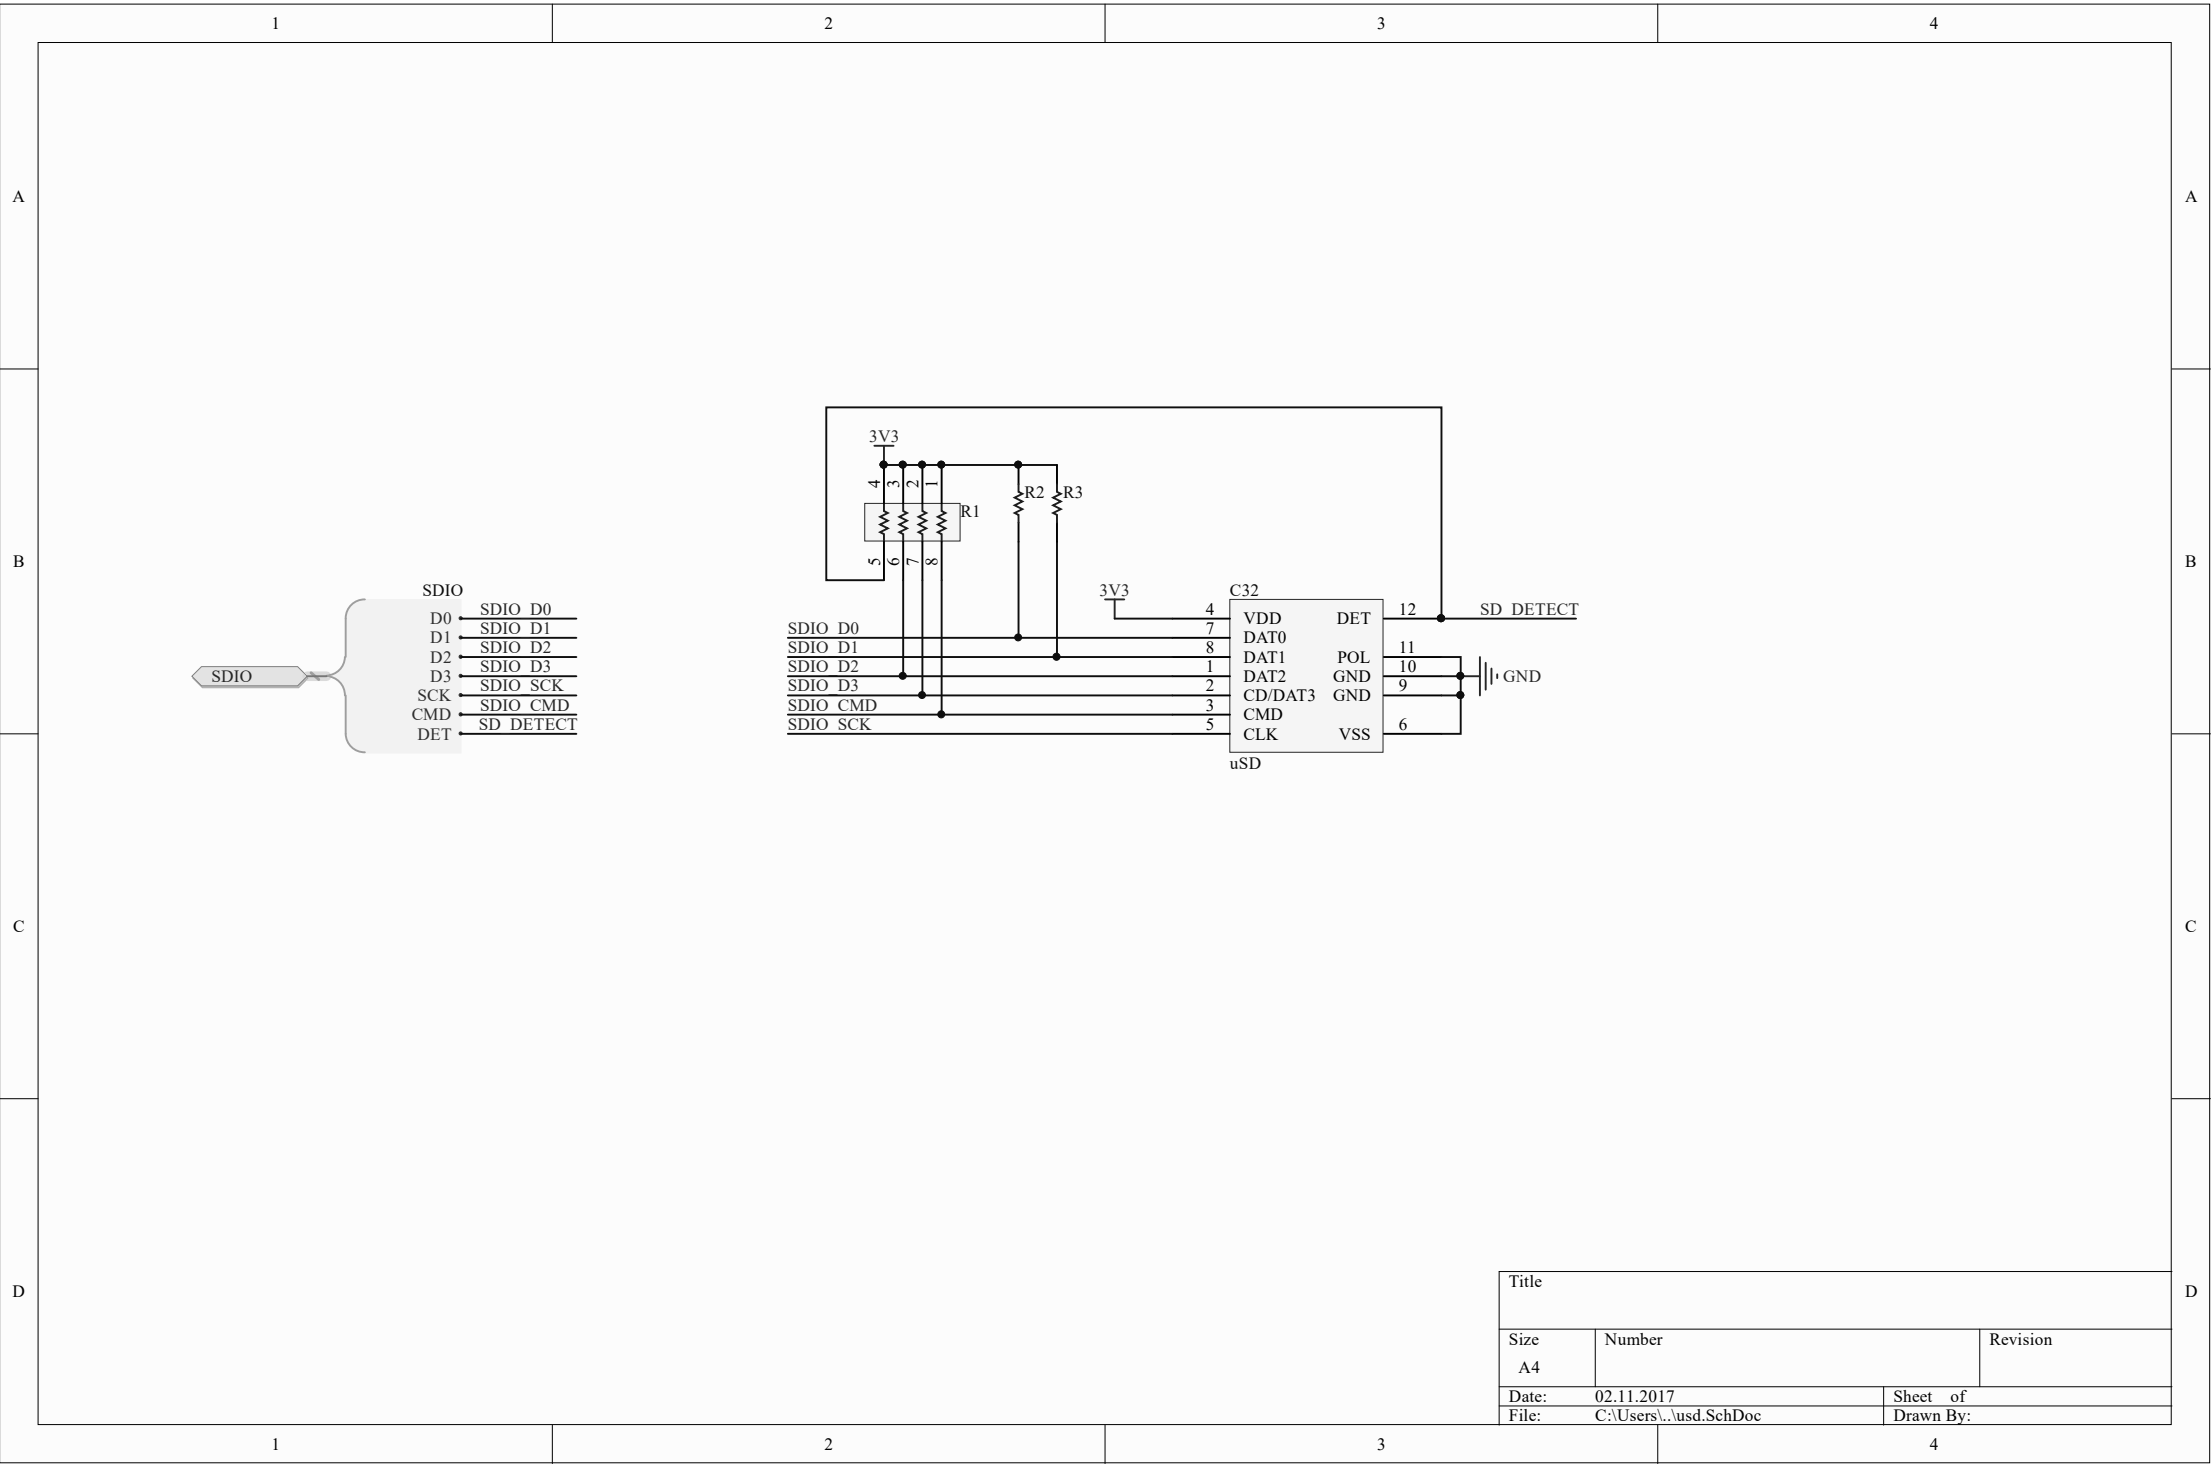 1 2 3 4
A A
3V3
4 3 2 1
R2 R3
R1
5 6 7 8
B B
SDIO
D0 SDIO_D0
D1 SDIO_D1
D2 SDIO_D2
D3 SDIO_D3
SCK SDIO_SCK
CMD SDIO_CMD
DET SD_DETECT
SDIO
3V3
C32
4 VDD DET 12 SD_DETECT
SDIO_D0 7 DAT0
SDIO_D1 8 DAT1 POL 11
SDIO_D2 1 DAT2 GND 10 GND
SDIO_D3 2 CD/DAT3 GND 9
SDIO_CMD 3 CMD
SDIO_SCK 5 CLK VSS 6
uSD
C C
D D
Title
Size Number Revision
A4
Date: 02.11.2017 Sheet of
File: C:\Users\..\usd.SchDoc Drawn By:
1 2 3 4